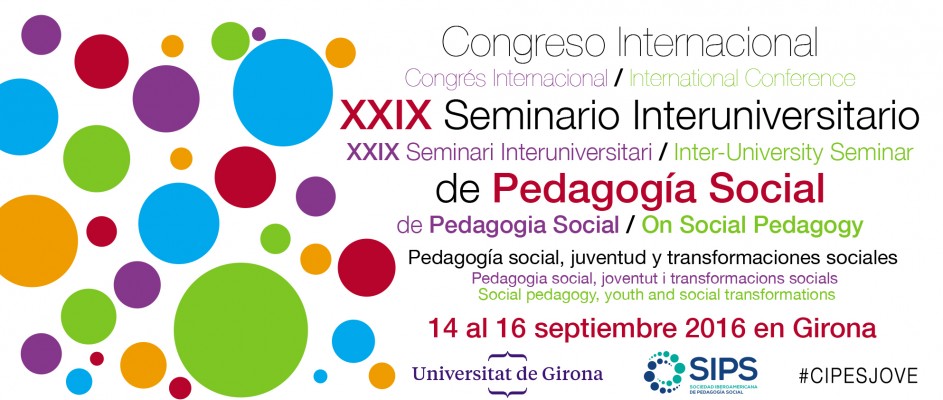 Congreso Internacional
Congrés Internacional / International Conference
XXIX Seminario Interuniversitario
XXIX Seminari Interuniversitari / Inter-University Seminar
de Pedagogía Social
de Pedagogia Social / On Social Pedagogy
Pedagogía social, juventud y transformaciones sociales
Pedagogia social, joventut i transformacions socials
Social pedagogy, youth and social transformations
14 al 16 septiembre 2016 en Girona
Universitat de Girona
SIPS
SOCIEDAD IBEROAMERICANA
DE PEDAGOGÍA SOCIAL
#CIPESJOVE